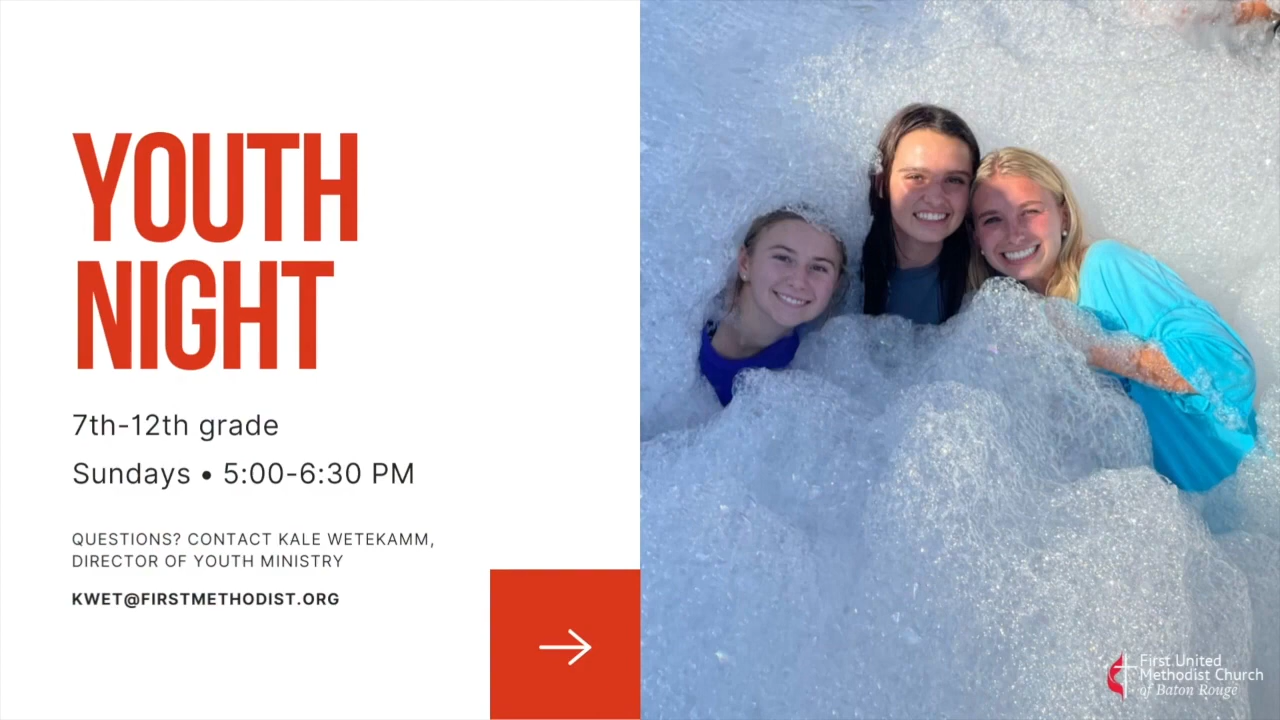 YOUTH
NIGHT
7th-12th grade
Sundays • 5:00-6:30 PM
QUESTIONS? CONTACT KALE WETEKAMM,
DIRECTOR OF YOUTH MINISTRY
KWET@FIRSTMETHODIST.ORG
First United
Methodist Church
of Baton Rouge